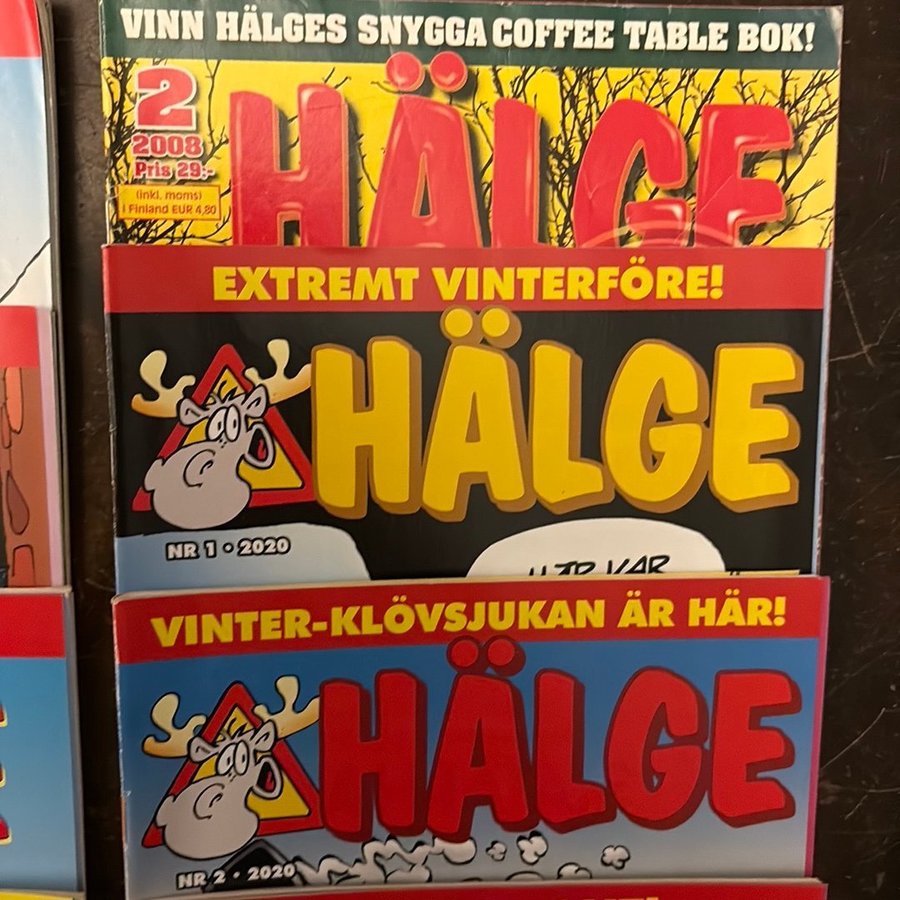 VINN HÄLGES SNYGGA COFFEE TABLE BOK!
2
2008
Pris 29:-
(inkl. moms)
i Finland EUR 4,80
HÄLGE
EXTREMT VINTERFÖRE!
HÄLGE
NR 1 • 2020
VINTER-KLÖVSJUKAN ÄR HÄR!
HÄLGE
NR 2 • 2020